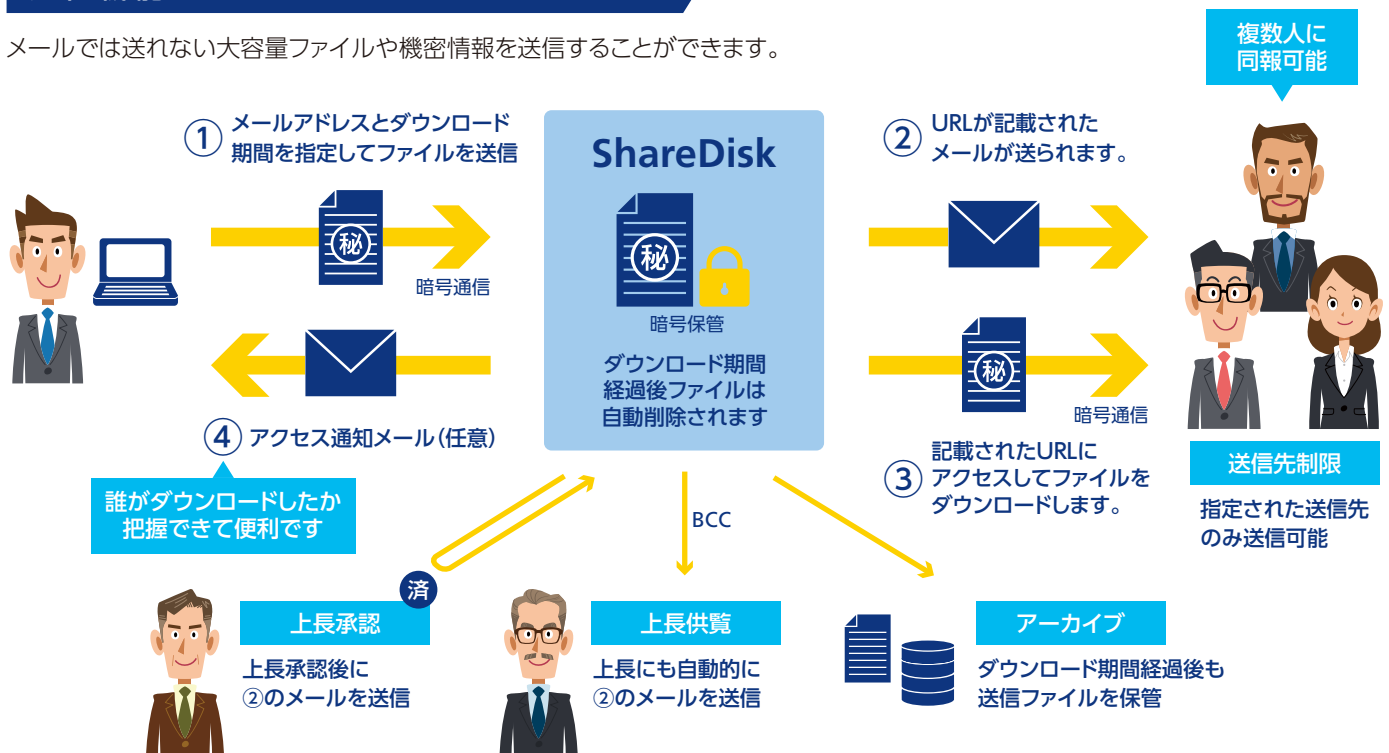 メールでは送れない大容量ファイルや機密情報を送信することができます。
複数人に
同報可能
① メールアドレスとダウンロード
期間を指定してファイルを送信
秘
暗号通信
ShareDisk
秘
暗号保管
ダウンロード期間
経過後ファイルは
自動削除されます
② URLが記載された
メールが送られます。
秘
暗号通信
③ 記載されたURLに
アクセスしてファイルを
ダウンロードします。
送信先制限
指定された送信先
のみ送信可能
④ アクセス通知メール(任意)
誰がダウンロードしたか
把握できて便利です
BCC
済
上長承認
上長承認後に
②のメールを送信
上長供覧
上長にも自動的に
②のメールを送信
アーカイブ
ダウンロード期間経過後も
送信ファイルを保管